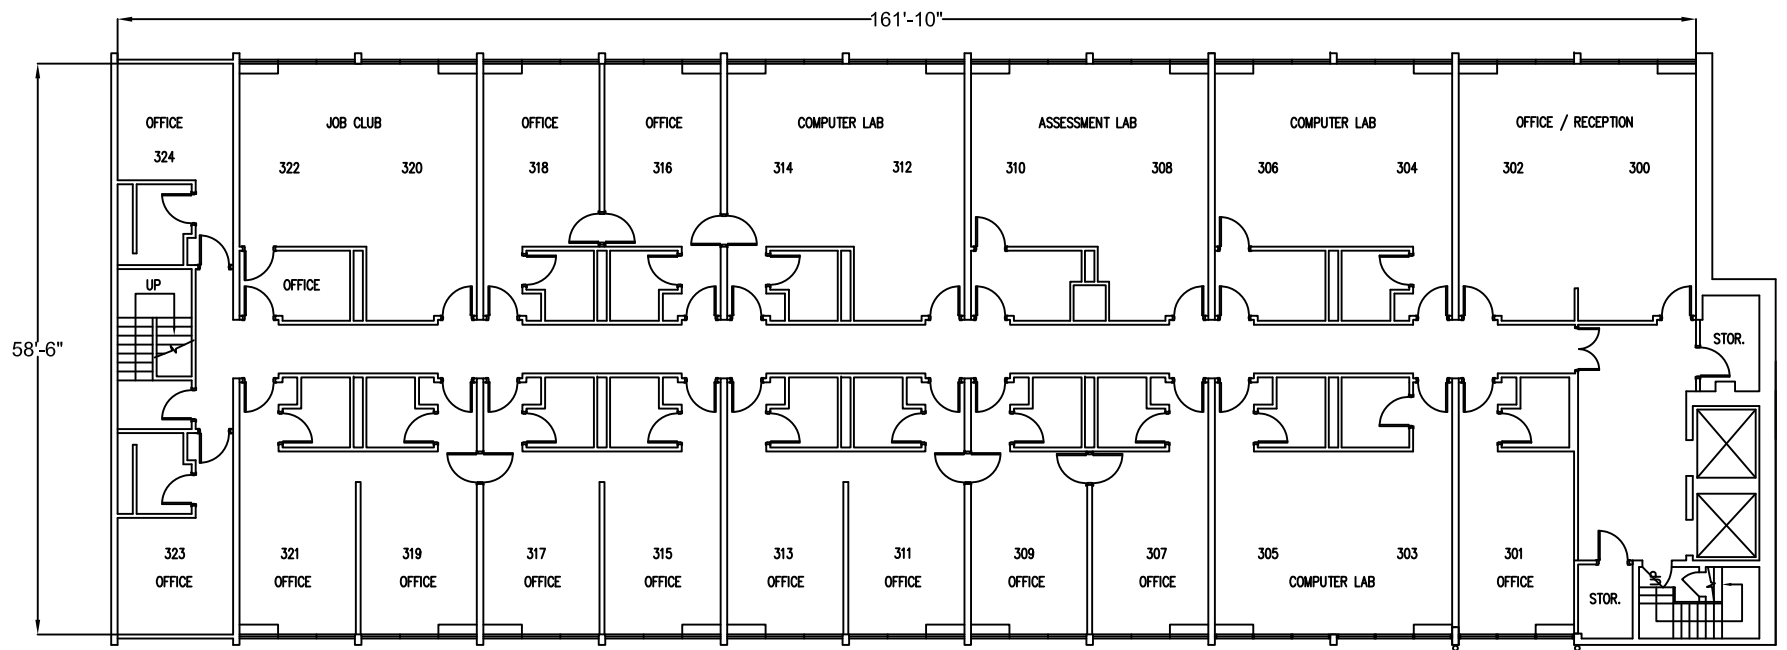 161'-10"
OFFICE
JOB CLUB
OFFICE
OFFICE
COMPUTER LAB
ASSESSMENT LAB
COMPUTER LAB
OFFICE / RECEPTION
324
322
320
318
316
314
312
310
308
306
304
302
300
UP
OFFICE
58'-6"
STOR.
323
321
319
317
315
313
311
309
307
305
303
301
OFFICE
OFFICE
OFFICE
OFFICE
OFFICE
OFFICE
OFFICE
OFFICE
OFFICE
COMPUTER LAB
OFFICE
UP
STOR.